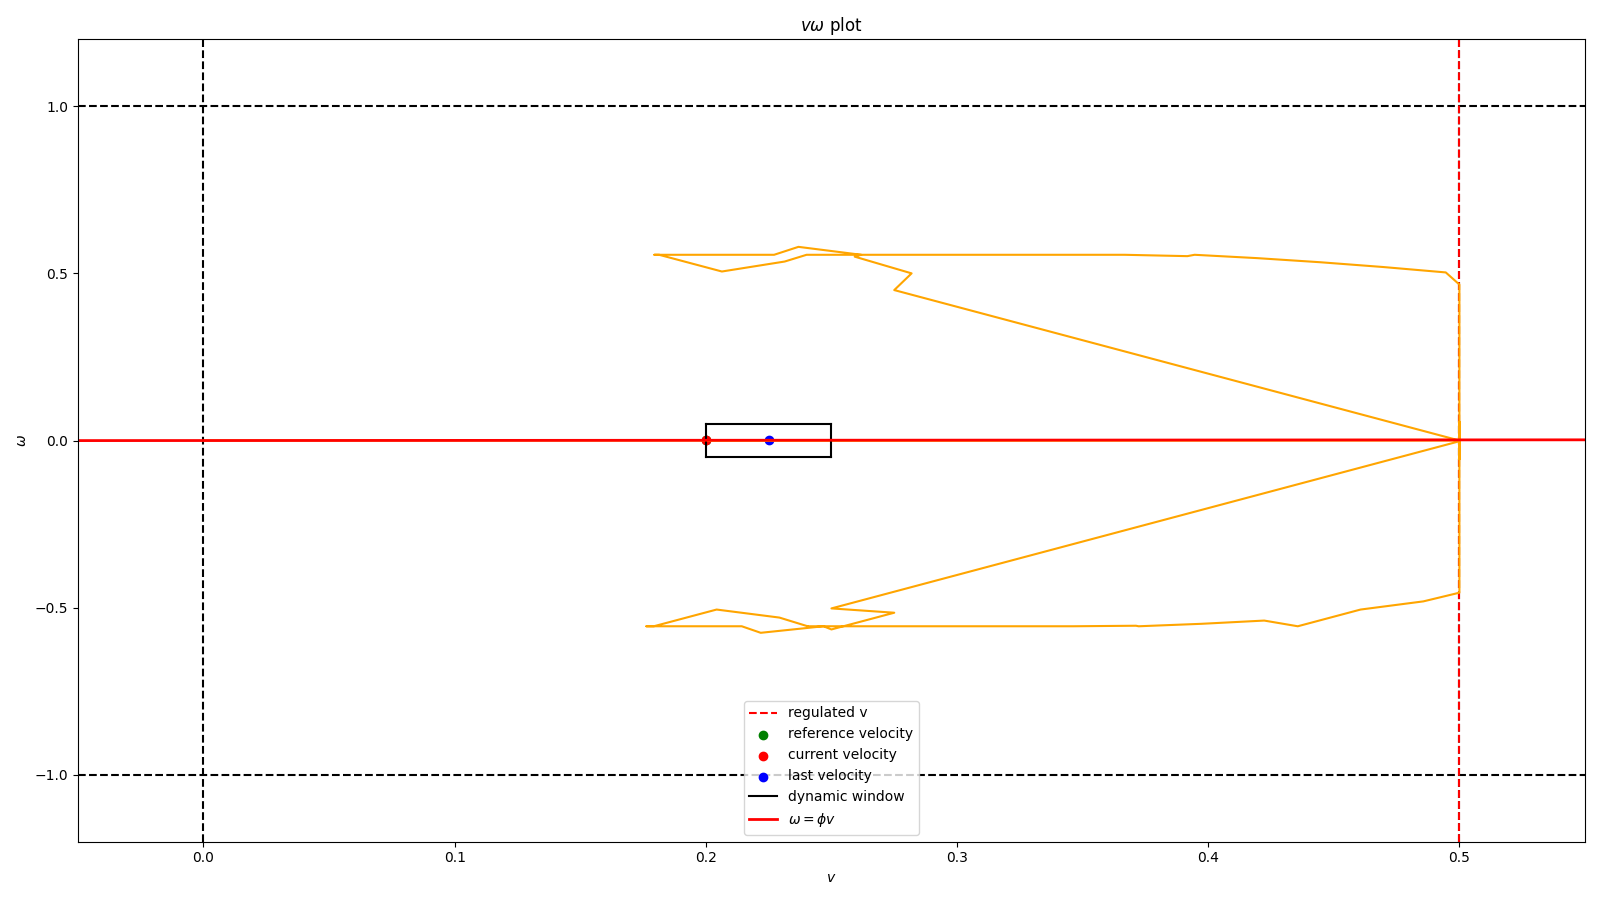 vω plot
1.0
0.5
0.0
−0.5
−1.0
ω
regulated v
reference velocity
current velocity
last velocity
dynamic window
ω = ϕv
0.0 0.1 0.2 0.3 0.4 0.5
v